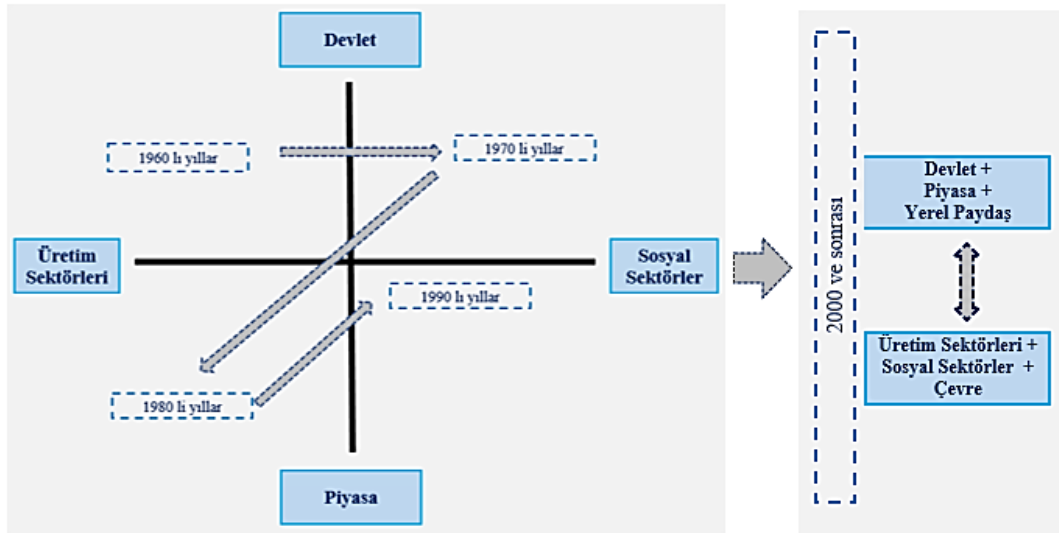 Devlet
1960 lı yıllar
1970 li yıllar
Üretim
Sektörleri
Sosyal
Sektörler
1990 lı yıllar
1980 li yıllar
Piyasa
2000 ve sonrası
Devlet +
Piyasa +
Yerel Paydaş
Üretim Sektörleri +
Sosyal Sektörler +
Çevre